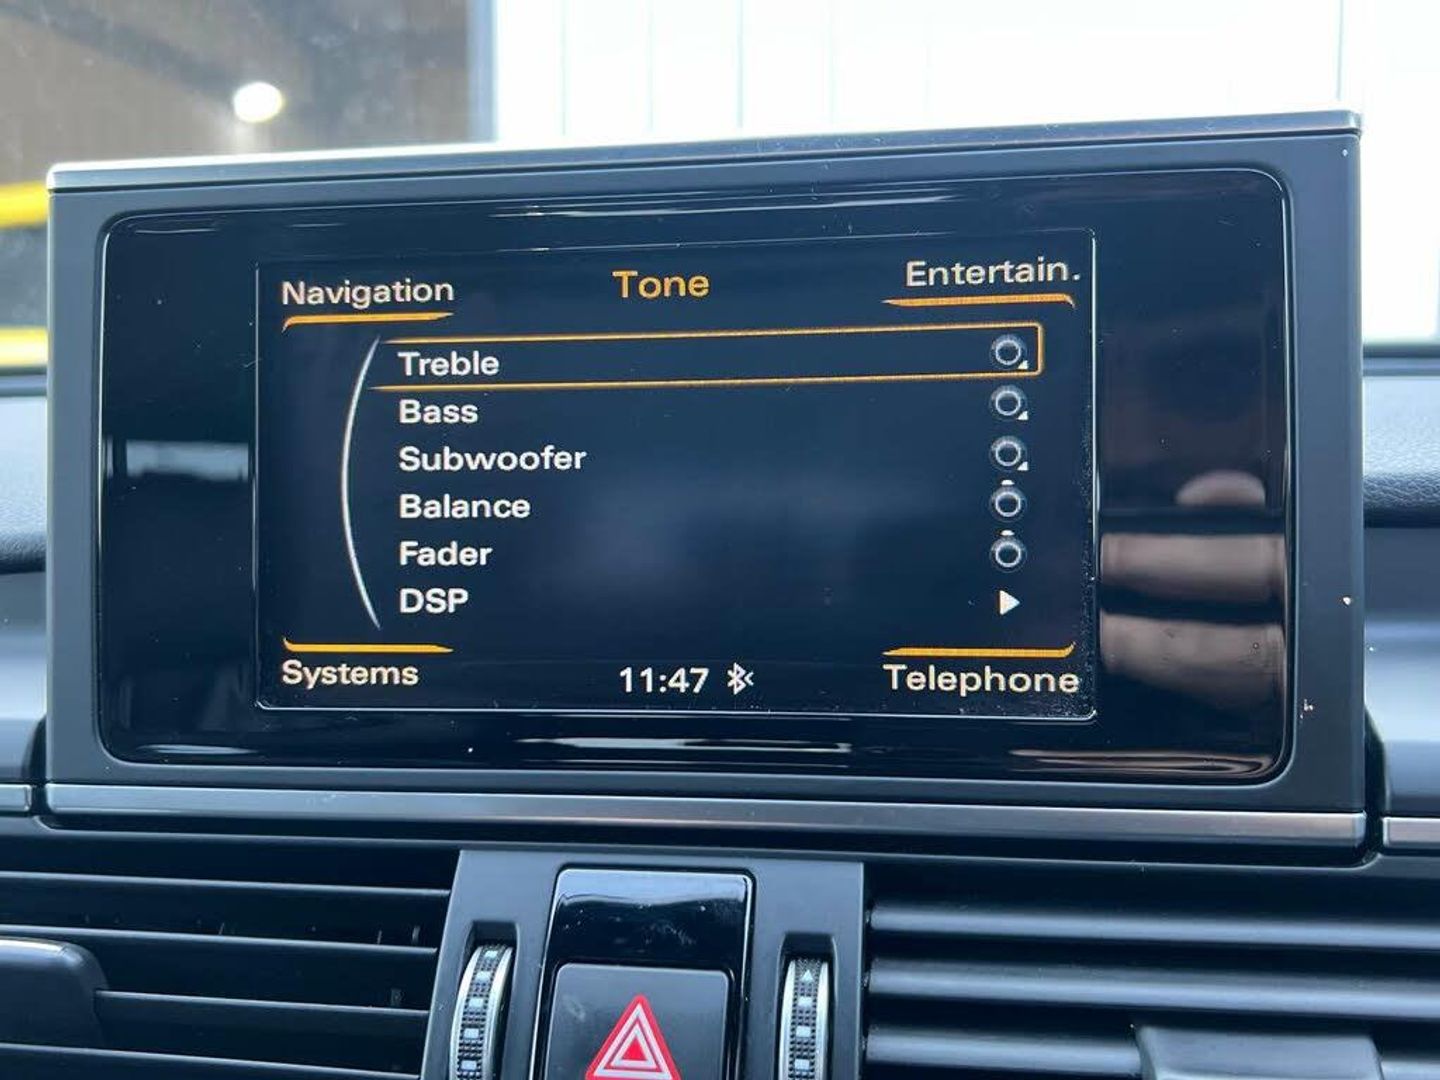 Navigation
Tone
Entertain.
Treble
Bass
Subwoofer
Balance
Fader
DSP
Systems
11:47
Telephone